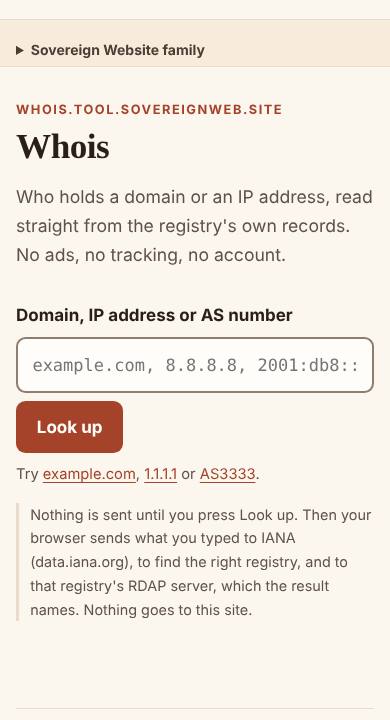 Sovereign Website family
WHOIS.TOOL.SOVEREIGNWEB.SITE
Whois
Who holds a domain or an IP address, read
straight from the registry's own records.
No ads, no tracking, no account.
Domain, IP address or AS number
example.com, 8.8.8.8, 2001:db8::
Look up
Try example.com, 1.1.1.1 or AS3333.
Nothing is sent until you press Look up. Then your
browser sends what you typed to IANA
(data.iana.org), to find the right registry, and to
that registry's RDAP server, which the result
names. Nothing goes to this site.